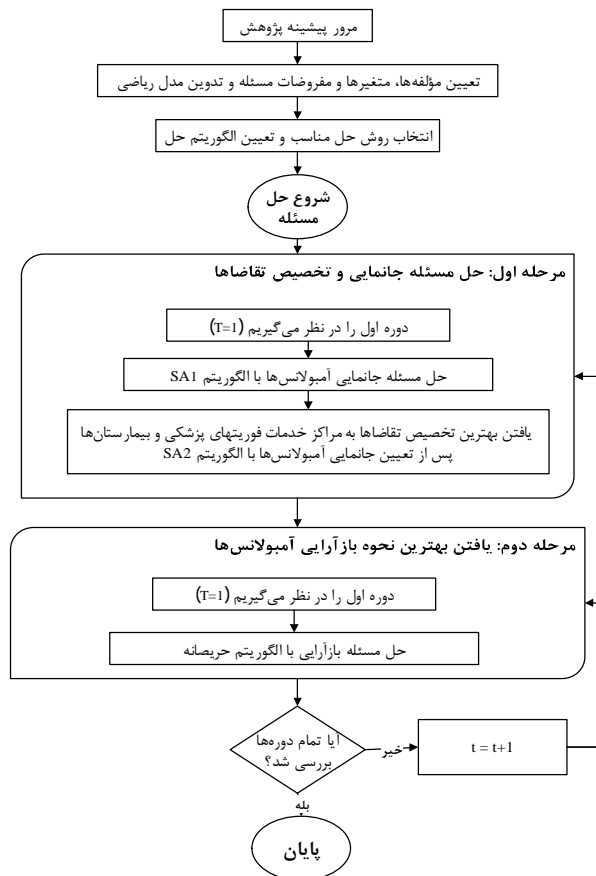 مرور پیشینه پژوهش
تعیین مؤلفه‌ها، متغیرها و مفروضات مسئله و تدوین مدل ریاضی
انتخاب روش حل مناسب و تعیین الگوریتم حل
شروع حل
مسئله
مرحله اول: حل مسئله جانمایی و تخصیص تقاضاها
دوره اول را در نظر می‌گیریم (T=1)
حل مسئله جانمایی آمبولانس‌ها با الگوریتم SA1
یافتن بهترین تخصیص تقاضاها به مراکز خدمات فوریتهای پزشکی و بیمارستان‌ها
پس از تعیین جانمایی آمبولانس‌ها با الگوریتم SA2
مرحله دوم: یافتن بهترین نحوه بازآرایی آمبولانس‌ها
دوره اول را در نظر می‌گیریم (T=1)
حل مسئله بازآرایی با الگوریتم حریصانه
آیا تمام دوره‌ها
بررسی شد؟
خیر
t = t+1
بله
پایان